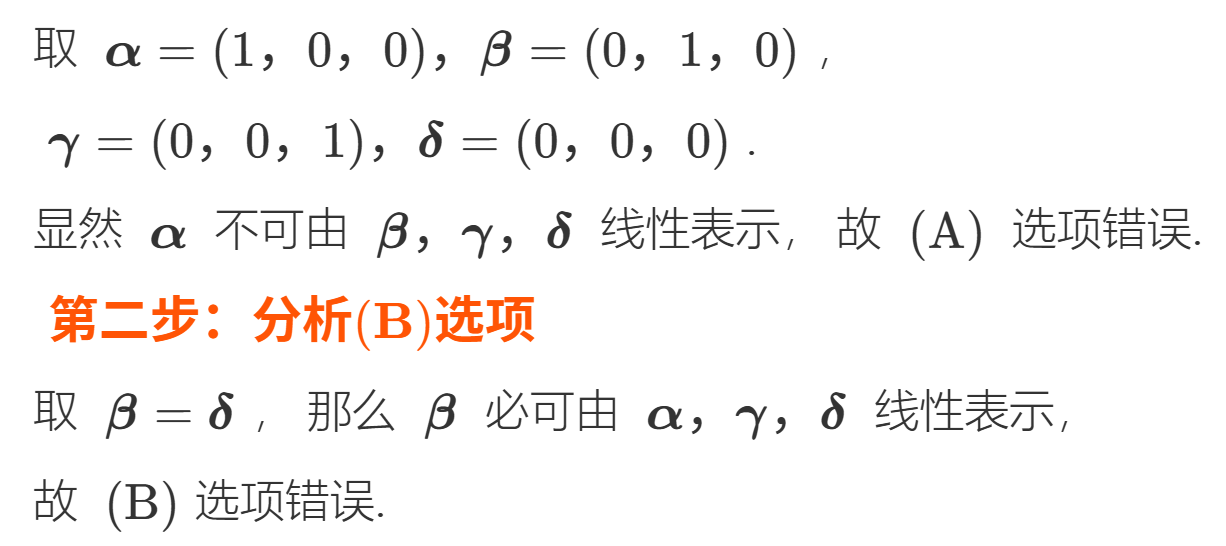 取 α = (1, 0, 0), β = (0, 1, 0) ,
γ = (0, 0, 1), δ = (0, 0, 0) .
显然 α 不可由 β, γ, δ 线性表示, 故 (A) 选项错误.
第二步：分析(B)选项
取 β = δ , 那么 β 必可由 α, γ, δ 线性表示,
故 (B) 选项错误.